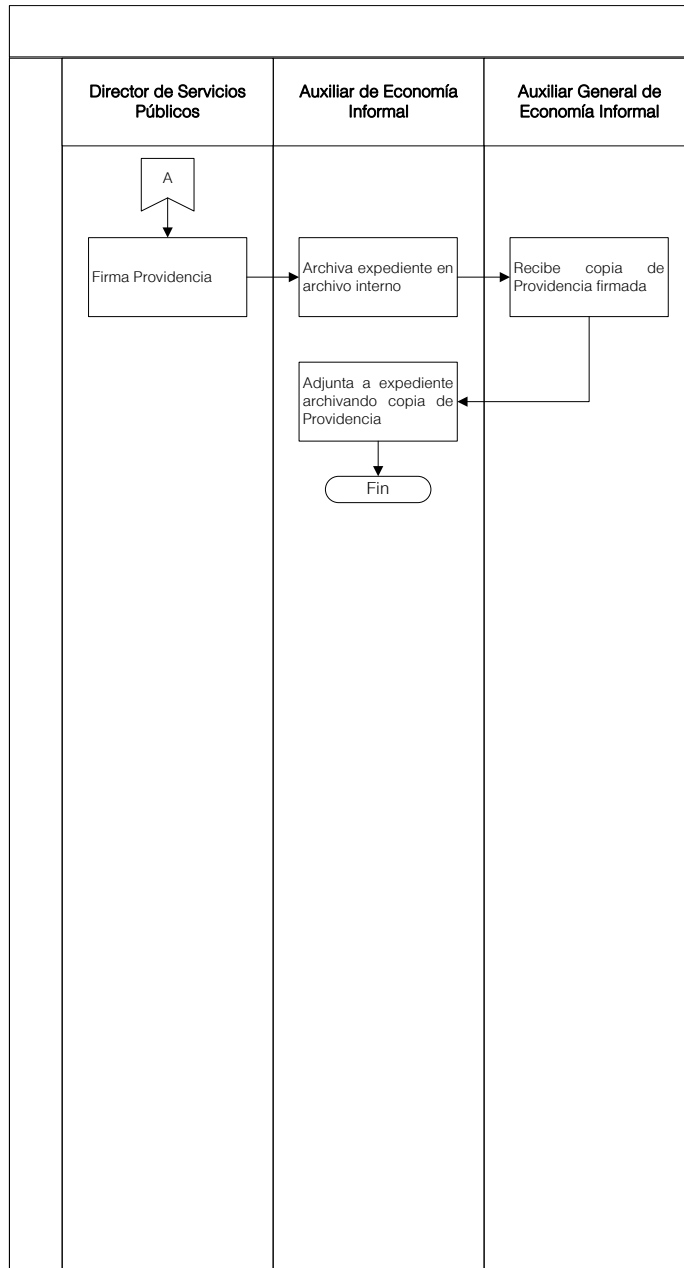 Director de Servicios
Públicos
Auxiliar de Economía
Informal
Auxiliar General de
Economía Informal
A
Firma Providencia
Archiva expediente en
archivo interno
Recibe copia de
Providencia firmada
Adjunta a expediente
archivando copia de
Providencia
Fin